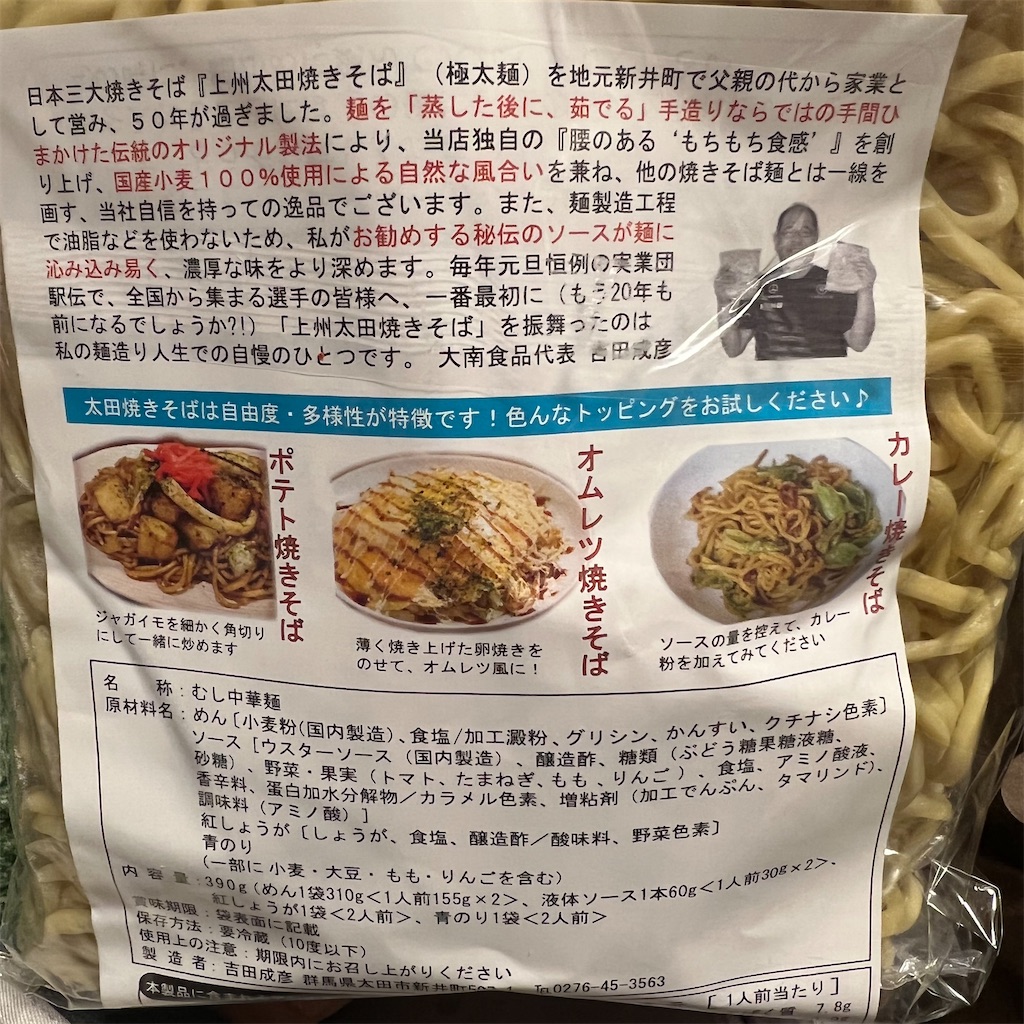 日本三大焼きそば『上州太田焼きそば』（極太麺）を地元新井町で父親の代から家業と
して営み、５０年が過ぎました。麺を「蒸した後に、茹でる」手造りならではの手間ひ
まかけた伝統のオリジナル製法により、当店独自の『腰のある‘もちもち食感’』を創
り上げ、国産小麦１００％使用による自然な風合いを兼ね、他の焼きそば麺とは一線を
画す、当社自信を持っての逸品でございます。また、麺製造工程
で油脂などを使わないため、私がお勧めする秘伝のソースが麺に
沁み込み易く、濃厚な味をより深めます。毎年元旦恒例の実業団
駅伝で、全国から集まる選手の皆様へ、一番最初に（もう20年も
前になるでしょうか?!）「上州太田焼きそば」を振舞ったのは
私の麺造り人生での自慢のひとつです。 大南食品代表 吉田成彦
太田焼きそばは自由度・多様性が特徴です！色んなトッピングをお試しください♪
ポテト焼きそば
ジャガイモを細かく角切り
にして一緒に炒めます
オムレツ焼きそば
薄く焼き上げた卵焼きを
のせて、オムレツ風に！
カレー焼きそば
ソースの量を控えて、カレー
粉を加えてみてください
名 称：むし中華麺
原材料名：めん［小麦粉(国内製造)、食塩/加工澱粉、グリシン、かんすい、クチナシ色素］
ソース［ウスターソース（国内製造）、醸造酢、糖類（ぶどう糖果糖液糖、
砂糖）、野菜・果実（トマト、たまねぎ、もも、りんご）、食塩、アミノ酸液、
香辛料、蛋白加水分解物／カラメル色素、増粘剤（加工でんぷん、タマリンド）、
調味料（アミノ酸）］
紅しょうが［しょうが、食塩、醸造酢／酸味料、野菜色素］
青のり
（一部に小麦・大豆・もも・りんごを含む）
内 容 量：390g（めん1袋310g＜1人前155g×2＞、液体ソース1本60g＜1人前30g×2＞、
紅しょうが1袋＜2人前＞、青のり1袋＜2人前＞
賞味期限：袋表面に記載
保存方法：要冷蔵（10度以下）
使用上の注意：期限内にお召し上がりください
製 造 者：吉田成彦 群馬県太田市新井町 ℡0276-45-3563
本製品に
［1人前当たり］
質 7.8g